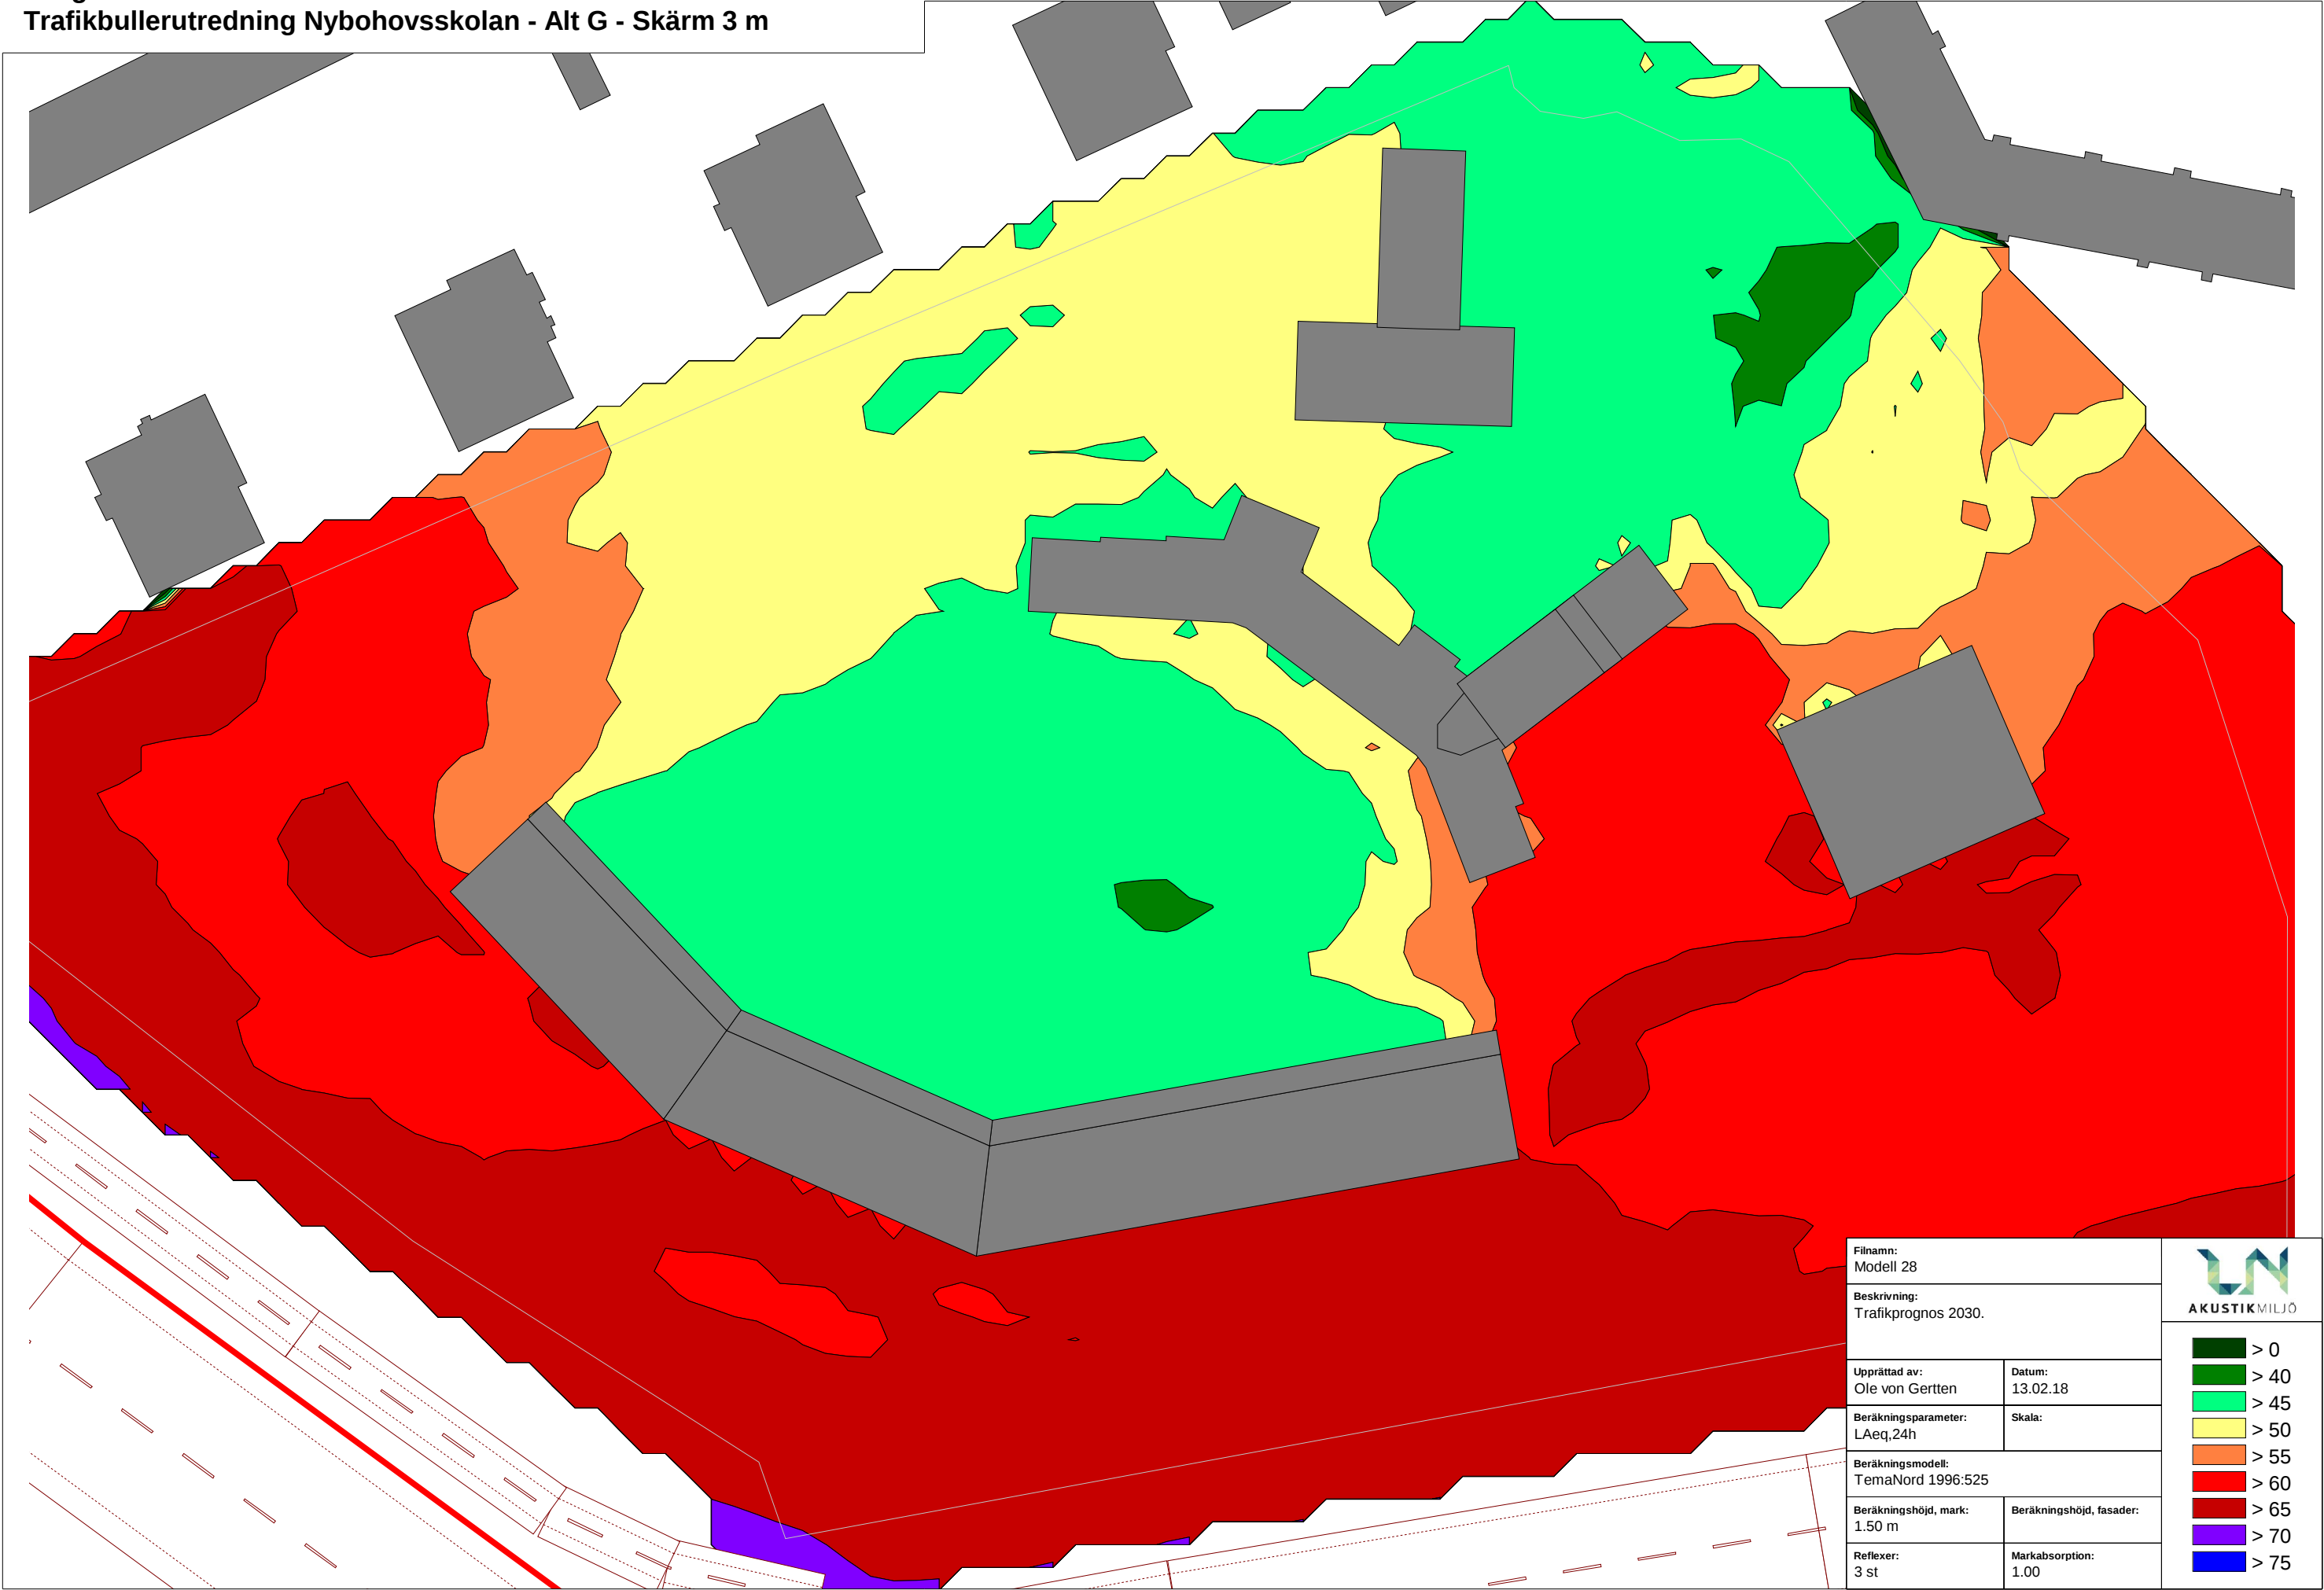 Trafikbullerutredning Nybohovsskolan - Alt G - Skärm 3 m
Filnamn:
Modell 28
Beskrivning:
Trafikprognos 2030.
Upprättad av:
Ole von Gertten
Datum:
13.02.18
Beräkningsparameter:
LAeq,24h
Skala:
Beräkningsmodell:
TemaNord 1996:525
Beräkningshöjd, mark:
1.50 m
Beräkningshöjd, fasader:
Reflexer:
3 st
Markabsorption:
1.00
AKUSTIKMILJÖ
> 0
> 40
> 45
> 50
> 55
> 60
> 65
> 70
> 75